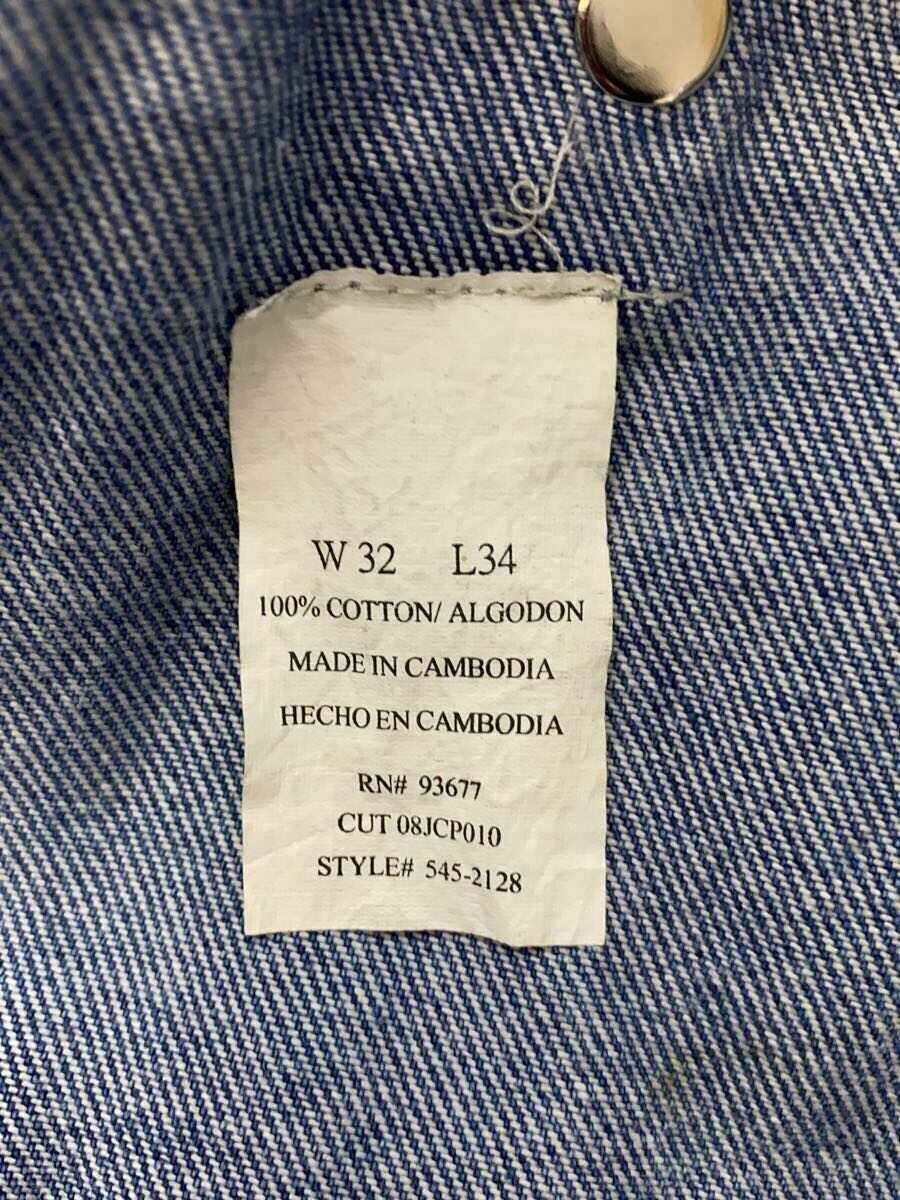 W 32 L34
100% COTTON/ ALGODON
MADE IN CAMBODIA
HECHO EN CAMBODIA
RN# 93677
CUT 08JCP010
STYLE# 545-2128